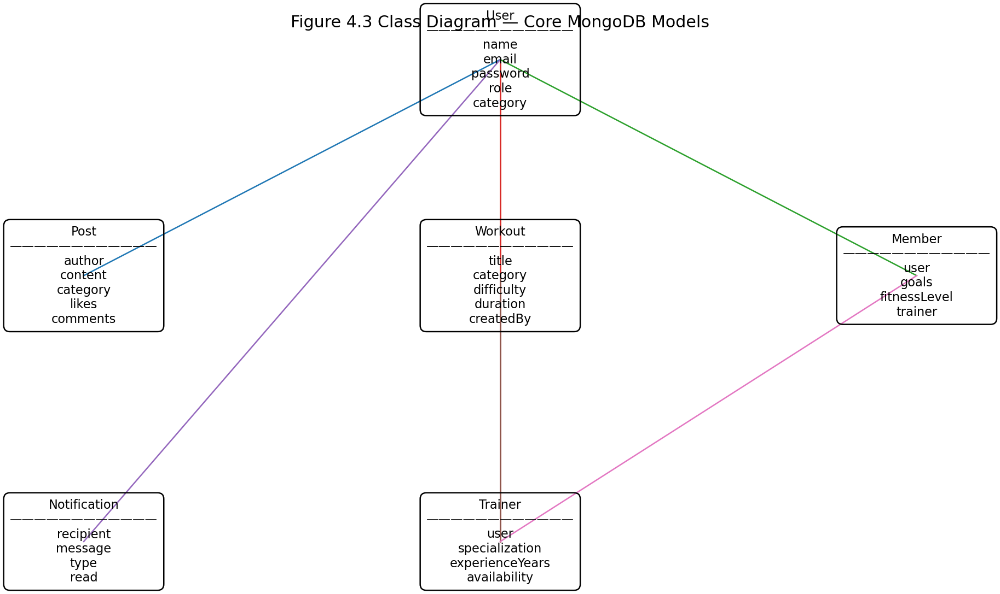 User
Figure 4.3 Class Diagram — Core MongoDB Models
————————————
name
email
password
role
category
Post
————————————
author
content
category
likes
comments
Workout
————————————
title
category
difficulty
duration
createdBy
Member
————————————
user
goals
fitnessLevel
trainer
Notification
————————————
recipient
message
type
read
Trainer
————————————
user
specialization
experienceYears
availability